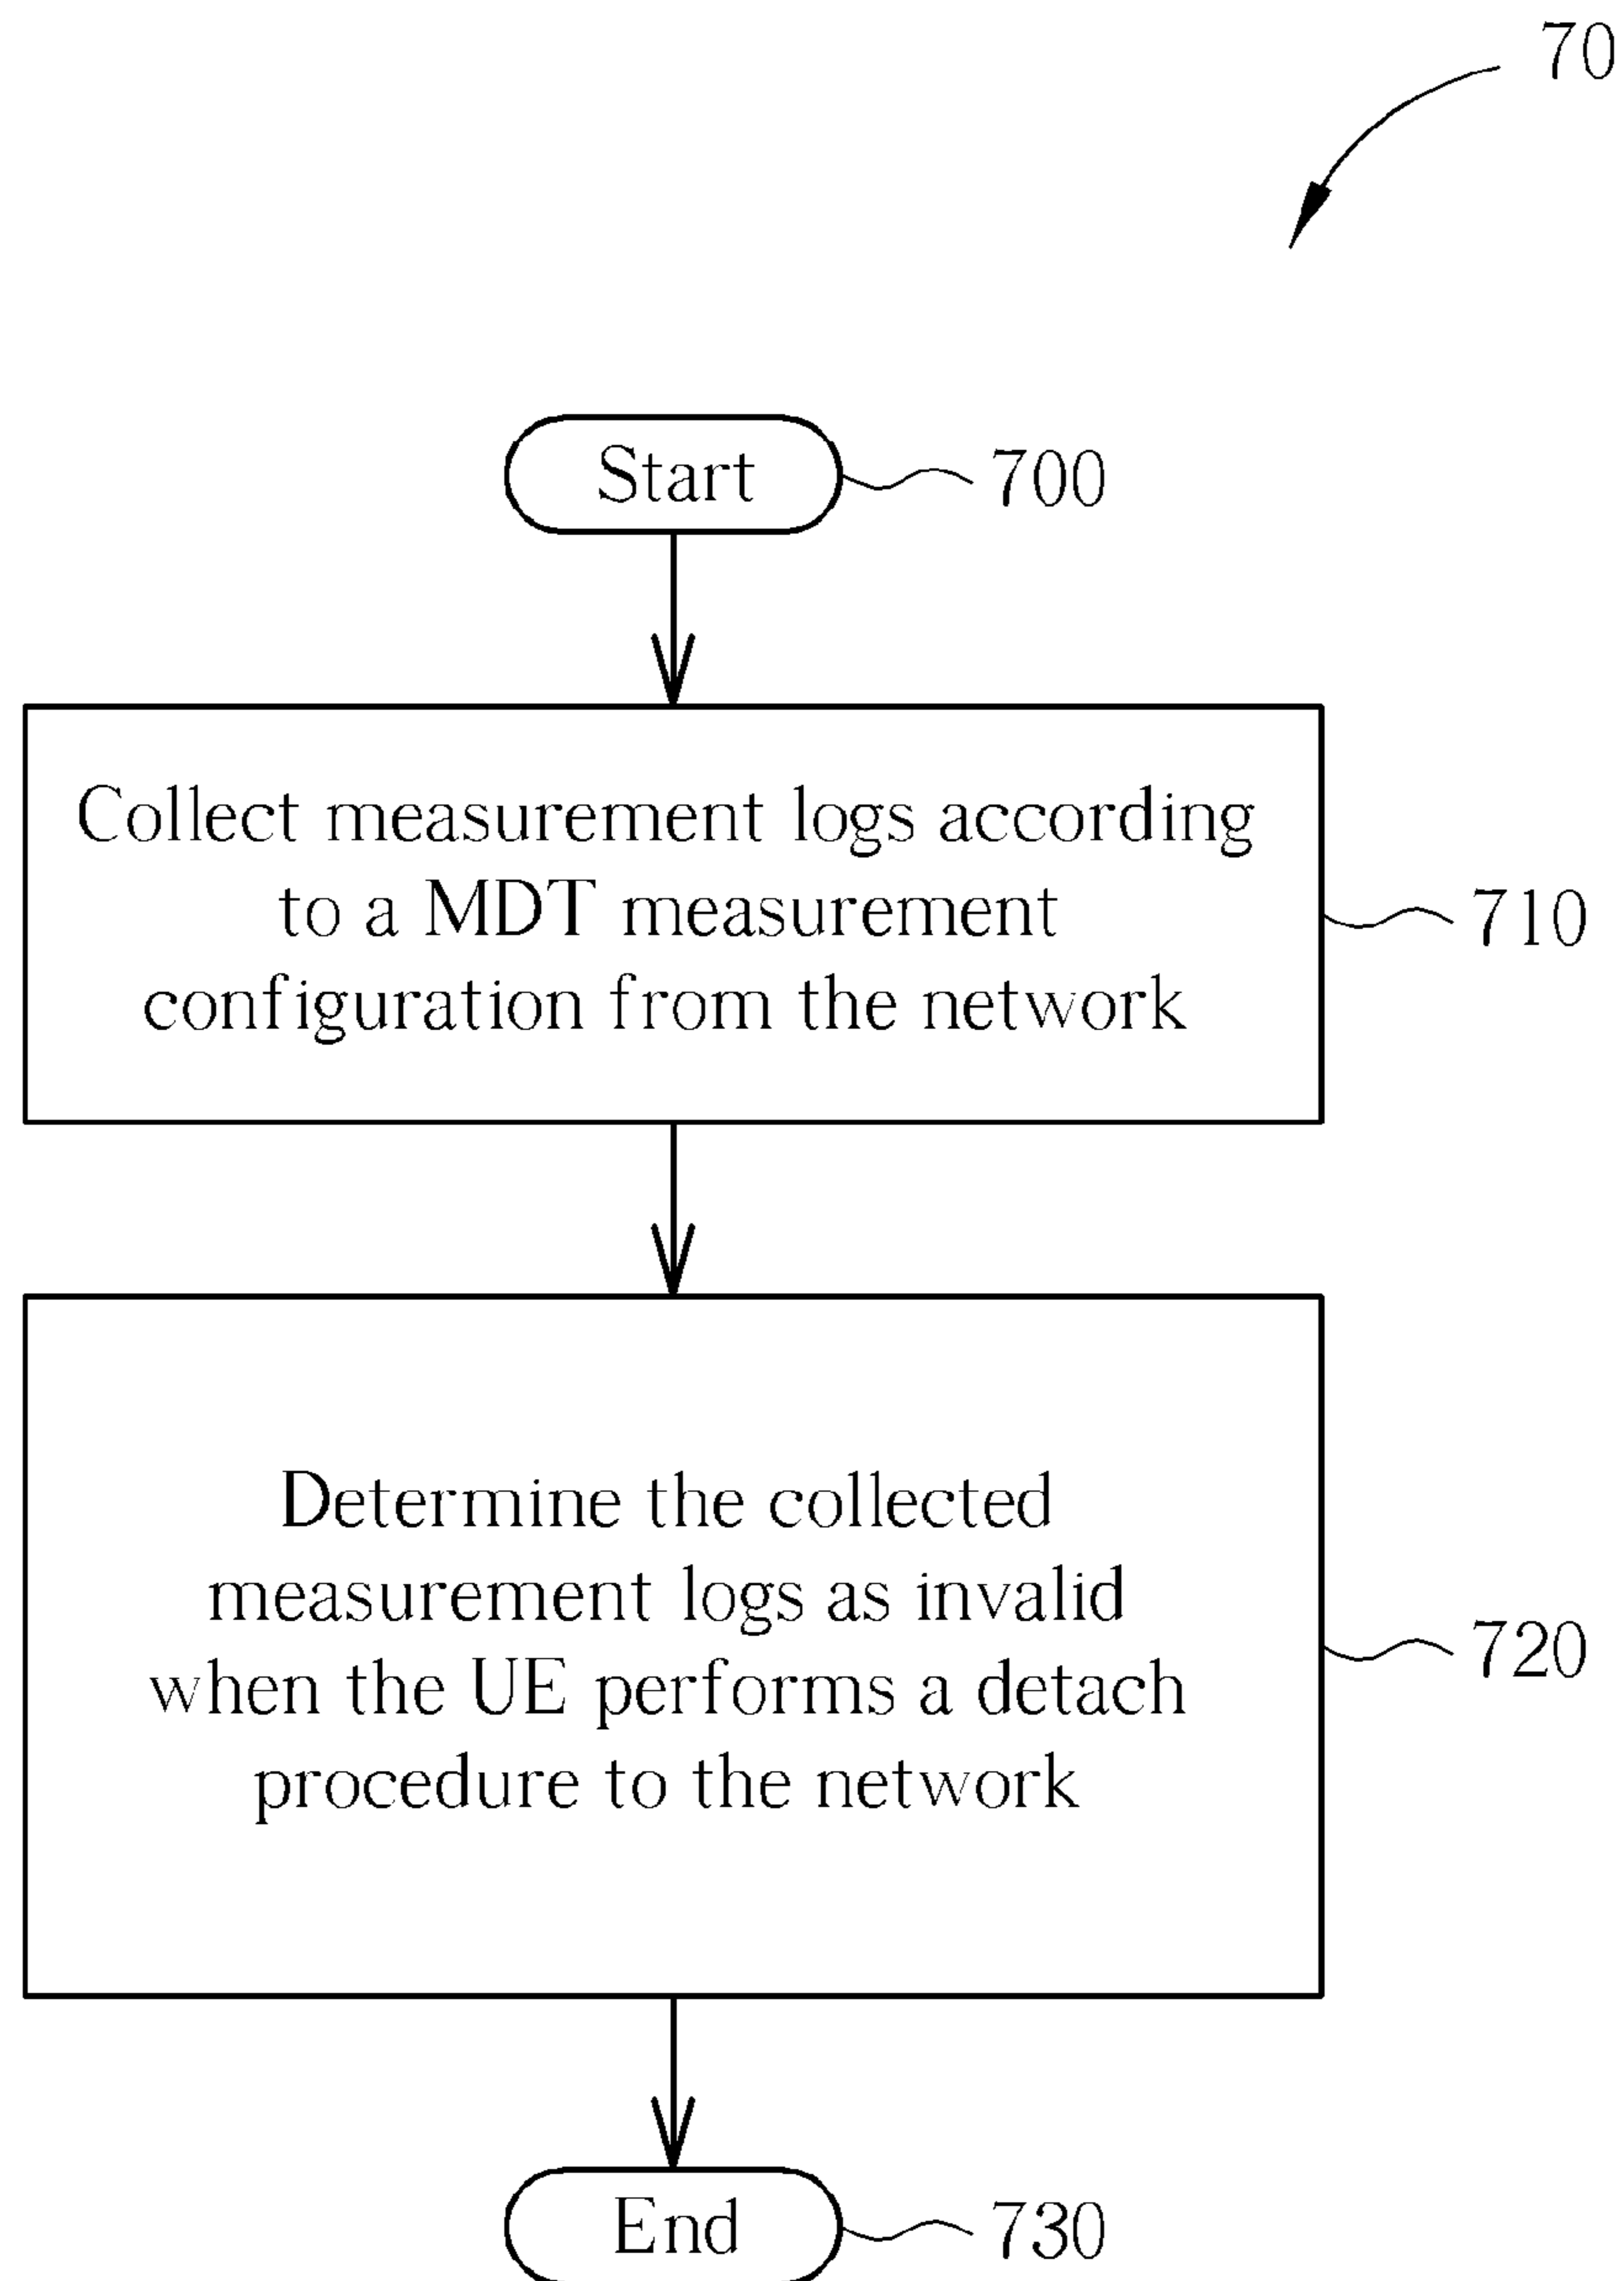 70
Start
700
Collect measurement logs according
to a MDT measurement
configuration from the network
710
Determine the collected
measurement logs as invalid
when the UE performs a detach
procedure to the network
720
End
730